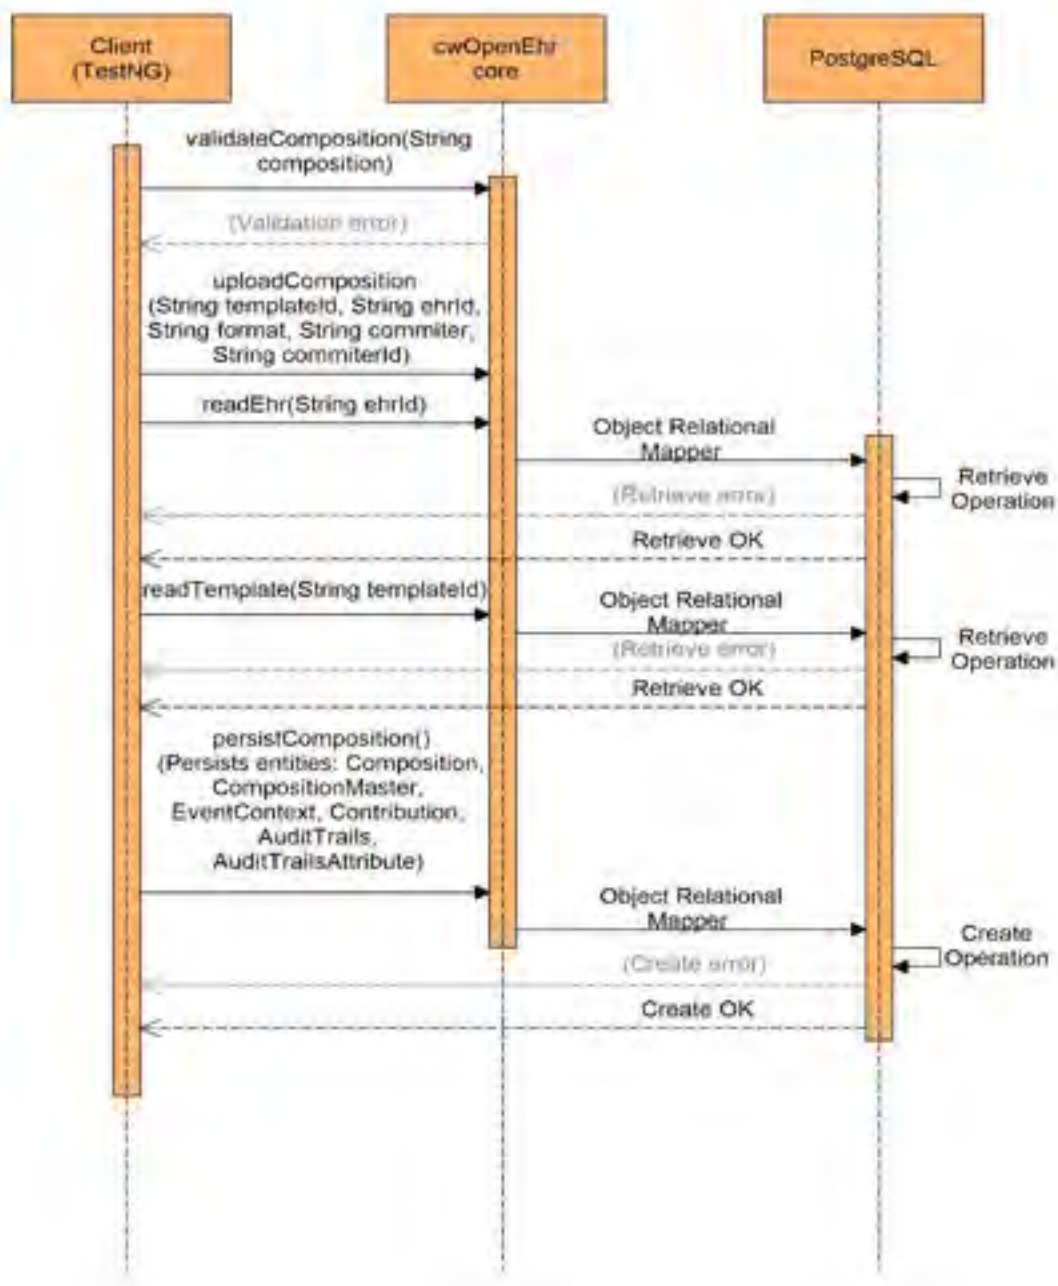 Client
(TestNG)
cwOpenEhr
core
PostgreSQL
validateComposition(String
composition)
(Validation error)
uploadComposition
(String templateId, String ehrId,
String format, String commiter,
String commiterId)
readEhr(String ehrId)
Object Relational
Mapper
Retrieve
Operation
(Retrieve error)
Retrieve OK
readTemplate(String templateId)
Object Relational
Mapper
Retrieve
Operation
(Retrieve error)
Retrieve OK
persistComposition()
(Persists entities: Composition,
CompositionMaster,
EventContext, Contribution,
AuditTrails,
AuditTrailsAttribute)
Object Relational
Mapper
Create
Operation
(Create error)
Create OK